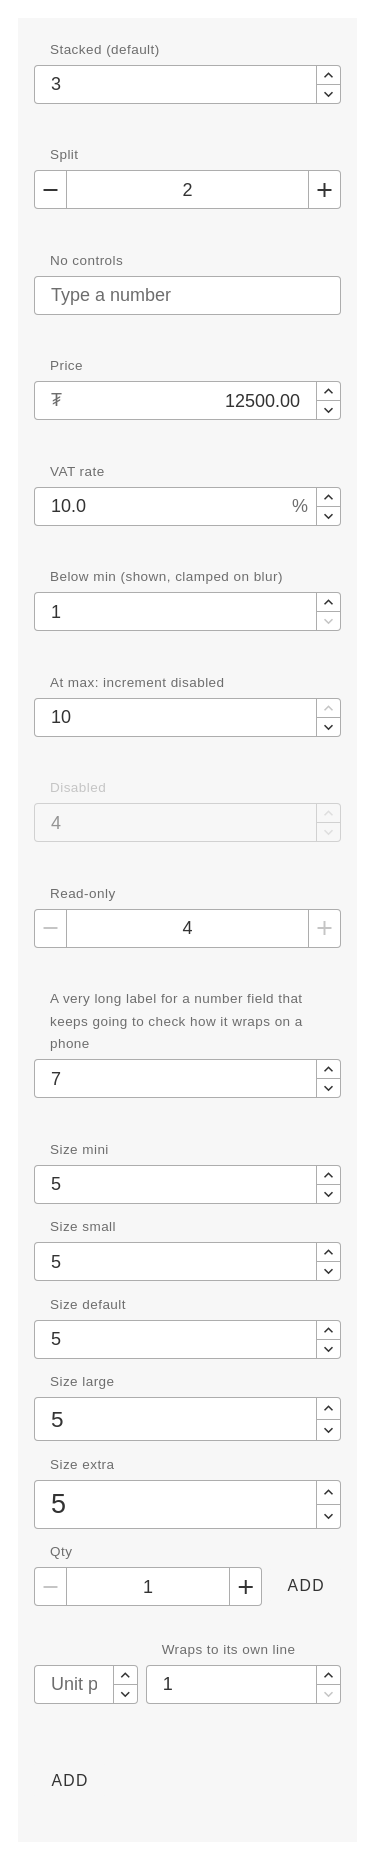 Stacked (default)
3
Split
− 2 +
No controls
Type a number
Price
₮ 12500.00
VAT rate
10.0 %
Below min (shown, clamped on blur)
1
At max: increment disabled
10
Disabled
4
Read-only
− 4 +
A very long label for a number field that
keeps going to check how it wraps on a
phone
7
Size mini
5
Size small
5
Size default
5
Size large
5
Size extra
5
Qty
− 1 + ADD
Wraps to its own line
Unit p 1
ADD